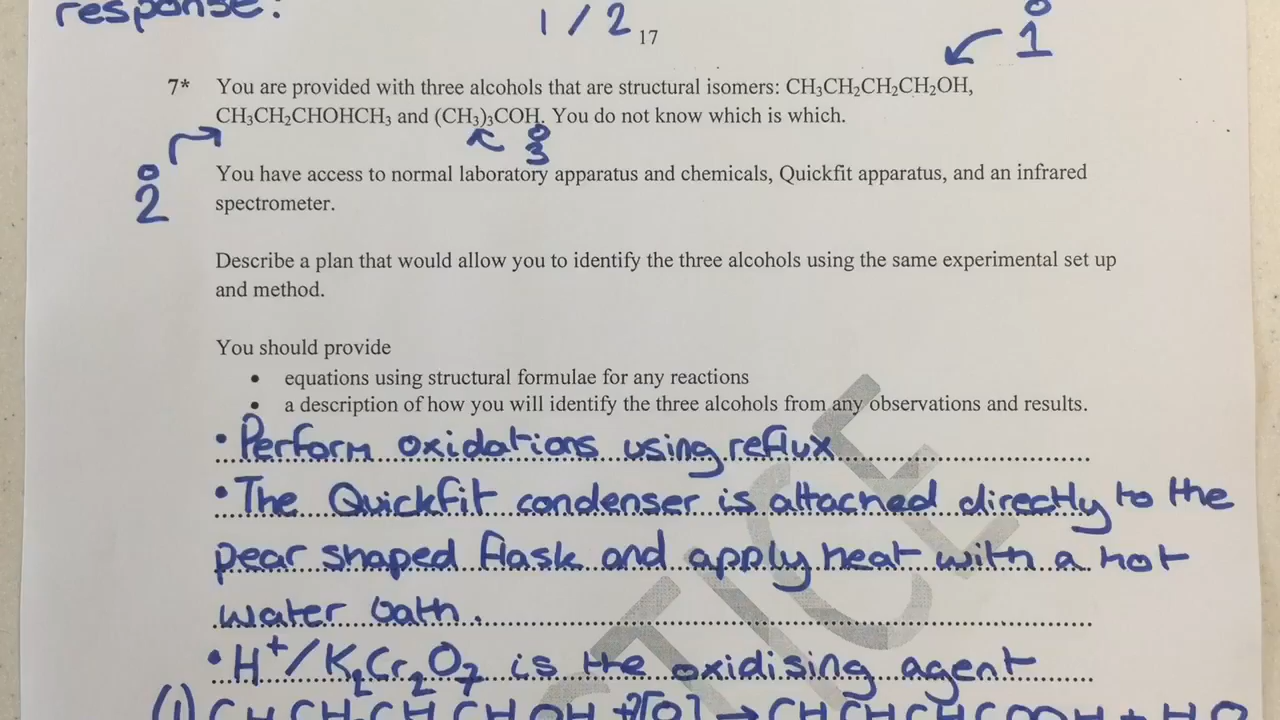 response:
1 / 2
17
1°
7* You are provided with three alcohols that are structural isomers: CH₃CH₂CH₂CH₂OH,
CH₃CH₂CHOHCH₃ and (CH₃)₃COH. You do not know which is which.
3°
2°
You have access to normal laboratory apparatus and chemicals, Quickfit apparatus, and an infrared
spectrometer.
Describe a plan that would allow you to identify the three alcohols using the same experimental set up
and method.
You should provide
• equations using structural formulae for any reactions
• a description of how you will identify the three alcohols from any observations and results.
• Perform oxidations using reflux
• The Quickfit condenser is attached directly to the
pear shaped flask and apply heat with a hot
water bath.
• H⁺/K₂Cr₂O₇ is the oxidising agent